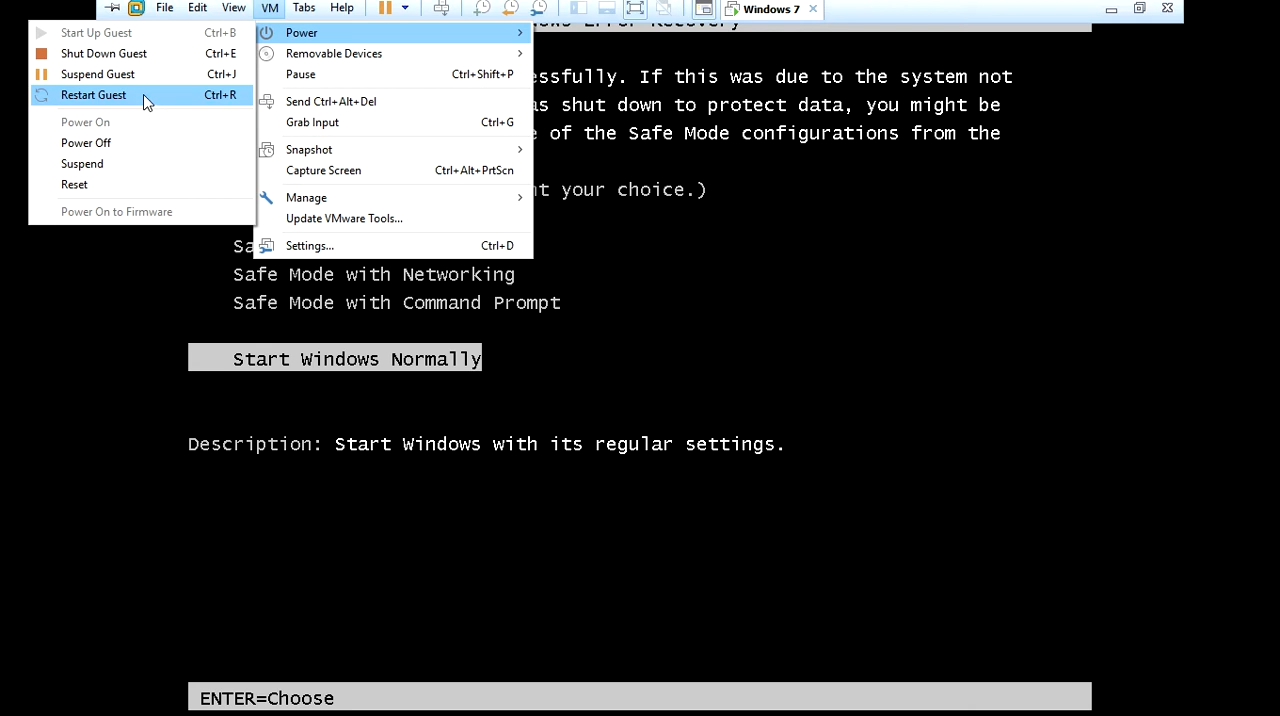 File Edit View VM Tabs Help Windows 7
Start Up Guest Ctrl+B
Shut Down Guest Ctrl+E
Suspend Guest Ctrl+J
Restart Guest Ctrl+R
Power On
Power Off
Suspend
Reset
Power On to Firmware
Power
Removable Devices
Pause Ctrl+Shift+P
Send Ctrl+Alt+Del
Grab Input Ctrl+G
Snapshot
Capture Screen Ctrl+Alt+PrtScn
Manage
Update VMware Tools...
Settings... Ctrl+D
Error Recovery
essfully. If this was due to the system not
as shut down to protect data, you might be
e of the Safe Mode configurations from the
nt your choice.)
Sa
Safe Mode with Networking
Safe Mode with Command Prompt
Start Windows Normally
Description: Start Windows with its regular settings.
ENTER=Choose